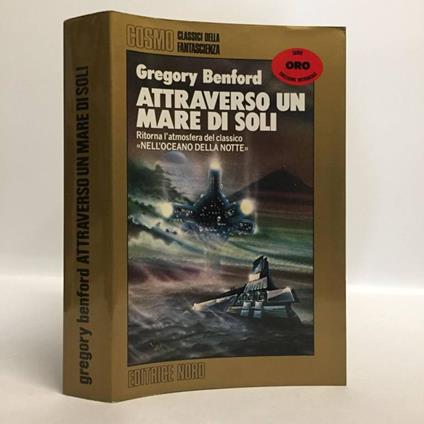 gregory benford ATTRAVERSO UN MARE DI SOLI
COSMO CLASSICI DELLA
FANTASCIENZA
SERIE
ORO
Gregory Benford
ATTRAVERSO UN
MARE DI SOLI
Ritorna l'atmosfera del classico
«NELL'OCEANO DELLA NOTTE»
EDITRICE NORD